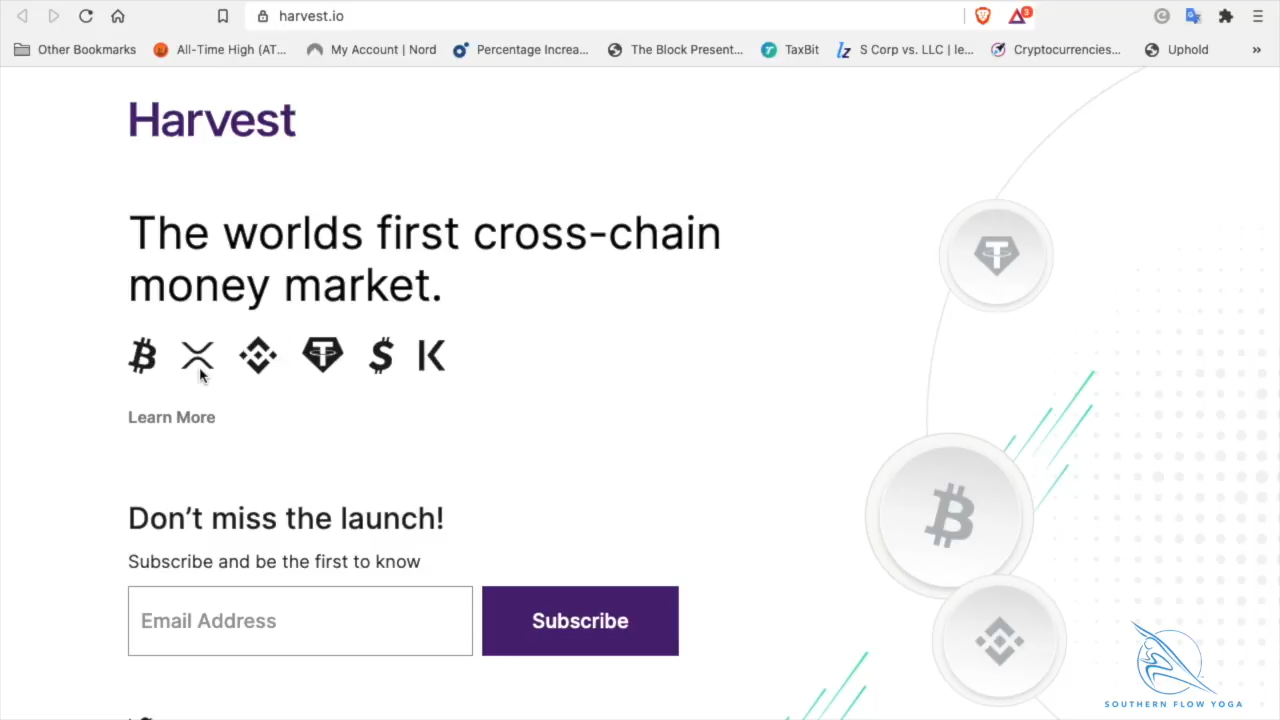 harvest.io
3
Other Bookmarks All-Time High (AT... My Account | Nord Percentage Increa... The Block Present... TaxBit S Corp vs. LLC | le... Cryptocurrencies... Uphold »
Harvest
The worlds first cross-chain
money market.
Learn More
Don’t miss the launch!
Subscribe and be the first to know
Email Address Subscribe
SOUTHERN FLOW YOGA